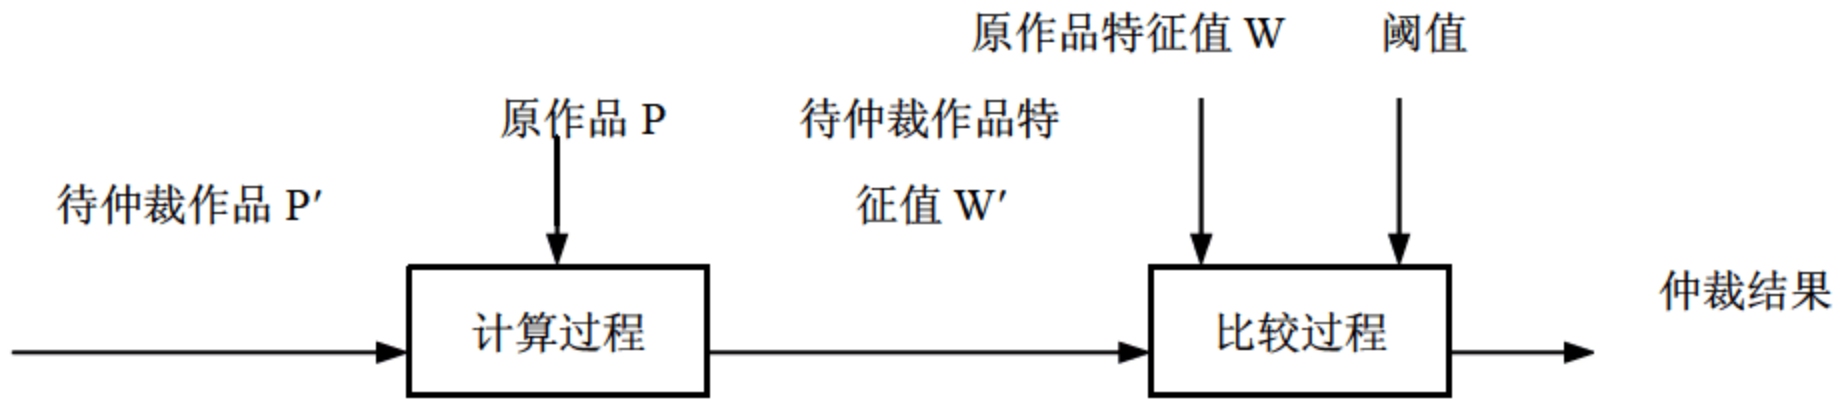 原作品特征值 W
阈值
原作品 P
待仲裁作品特
征值 W′
待仲裁作品 P′
仲裁结果
计算过程
比较过程